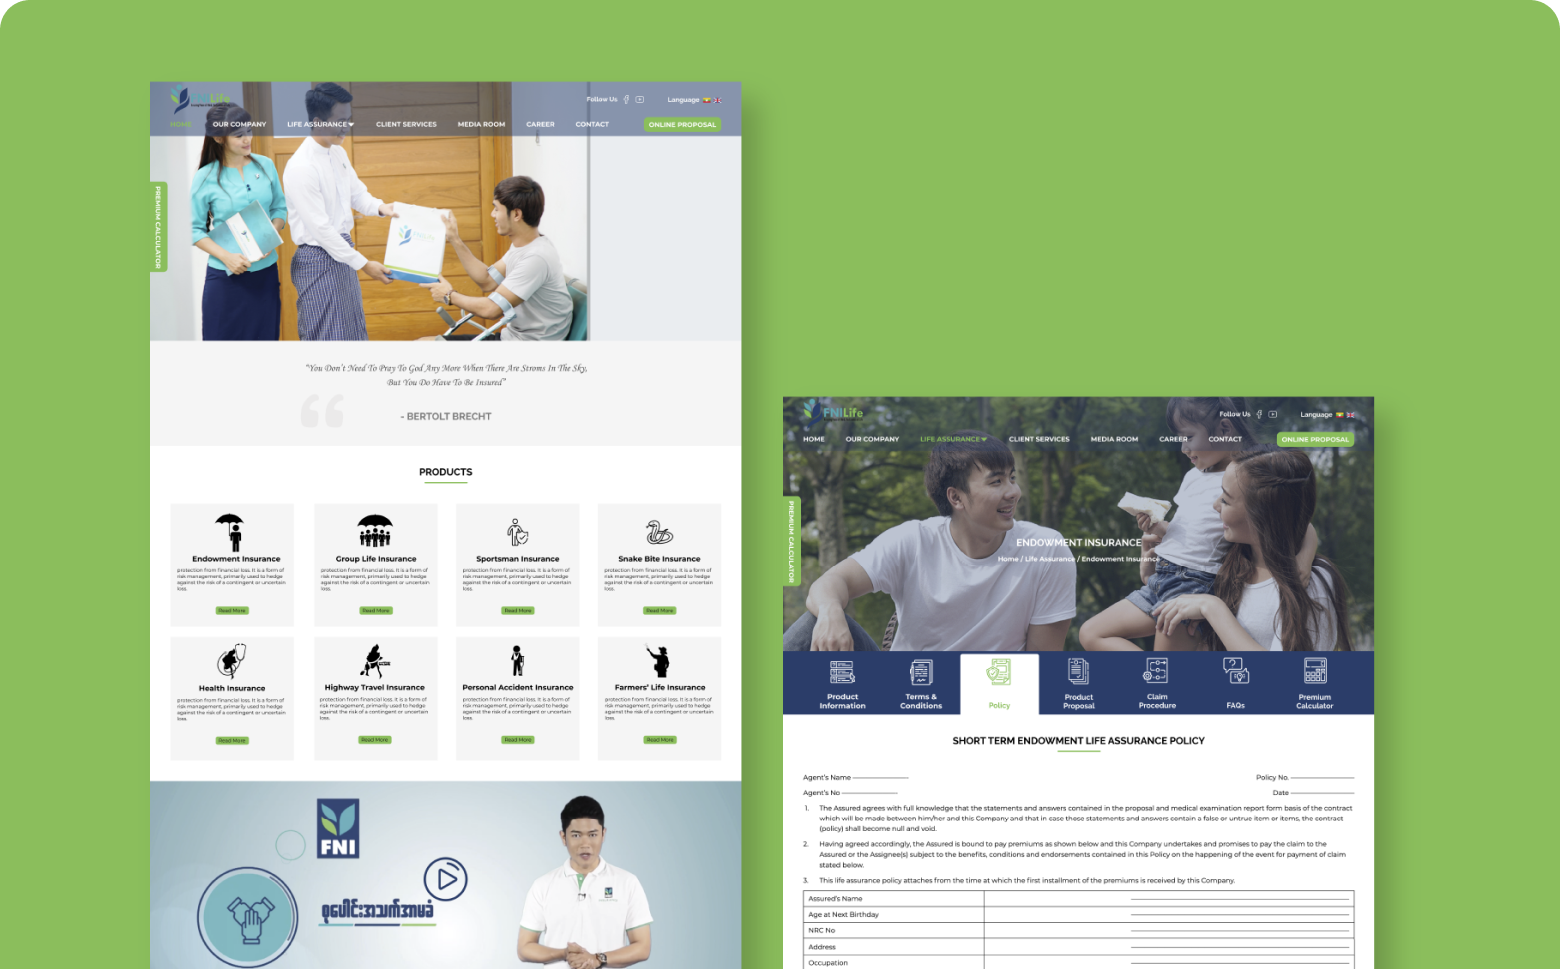 FNILife
Follow Us
Language
HOME
OUR COMPANY
LIFE ASSURANCE
CLIENT SERVICES
MEDIA ROOM
CAREER
CONTACT
ONLINE PROPOSAL
PREMIUM CALCULATOR
"You Don't Need To Pray To God Any More When There Are Stroms In The Sky,
But You Do Have To Be Insured"
- BERTOLT BRECHT
PRODUCTS
Endowment Insurance
protection from financial loss. It is a form of
risk management, primarily used to hedge
against the risk of a contingent or uncertain
loss.
Read More
Group Life Insurance
protection from financial loss. It is a form of
risk management, primarily used to hedge
against the risk of a contingent or uncertain
loss.
Read More
Sportsman Insurance
protection from financial loss. It is a form of
risk management, primarily used to hedge
against the risk of a contingent or uncertain
loss.
Read More
Snake Bite Insurance
protection from financial loss. It is a form of
risk management, primarily used to hedge
against the risk of a contingent or uncertain
loss.
Read More
Health Insurance
protection from financial loss. It is a form of
risk management, primarily used to hedge
against the risk of a contingent or uncertain
loss.
Read More
Highway Travel Insurance
protection from financial loss. It is a form of
risk management, primarily used to hedge
against the risk of a contingent or uncertain
loss.
Read More
Personal Accident Insurance
protection from financial loss. It is a form of
risk management, primarily used to hedge
against the risk of a contingent or uncertain
loss.
Read More
Farmers' Life Insurance
protection from financial loss. It is a form of
risk management, primarily used to hedge
against the risk of a contingent or uncertain
loss.
Read More
FNI
စုပေါင်းအသက်အာမခံ
FNILife
Follow Us
Language
HOME
OUR COMPANY
LIFE ASSURANCE
CLIENT SERVICES
MEDIA ROOM
CAREER
CONTACT
ONLINE PROPOSAL
PREMIUM CALCULATOR
ENDOWMENT INSURANCE
Home / Life Assurance / Endowment Insurance
Product
Information
Terms &
Conditions
Policy
Product
Proposal
Claim
Procedure
FAQs
Premium
Calculator
SHORT TERM ENDOWMENT LIFE ASSURANCE POLICY
Agent's Name
Policy No.
Agent's No
Date
1. The Assured agrees with full knowledge that the statements and answers contained in the proposal and medical examination report form basis of the contract
which will be made between him/her and this Company and that in case these statements and answers contain a false or untrue item or items, the contract
(policy) shall become null and void.
2. Having agreed accordingly, the Assured is bound to pay premiums as shown below and this Company undertakes and promises to pay the claim to the
Assured or the Assignee(s) subject to the benefits, conditions and endorsements contained in this Policy on the happening of the event for payment of claim
stated below.
3. This life assurance policy attaches from the time at which the first installment of the premiums is received by this Company.
Assured's Name
Age at Next Birthday
NRC No
Address
Occupation